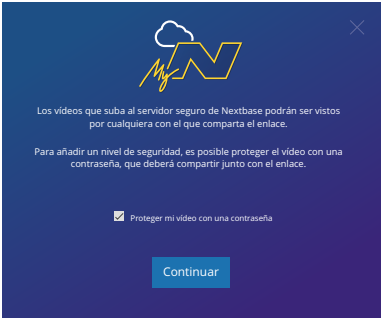 My N
Los vídeos que suba al servidor seguro de Nextbase podrán ser vistos
por cualquiera con el que comparta el enlace.
Para añadir un nivel de seguridad, es posible proteger el vídeo con una
contraseña, que deberá compartir junto con el enlace.
Proteger mi vídeo con una contraseña
Continuar